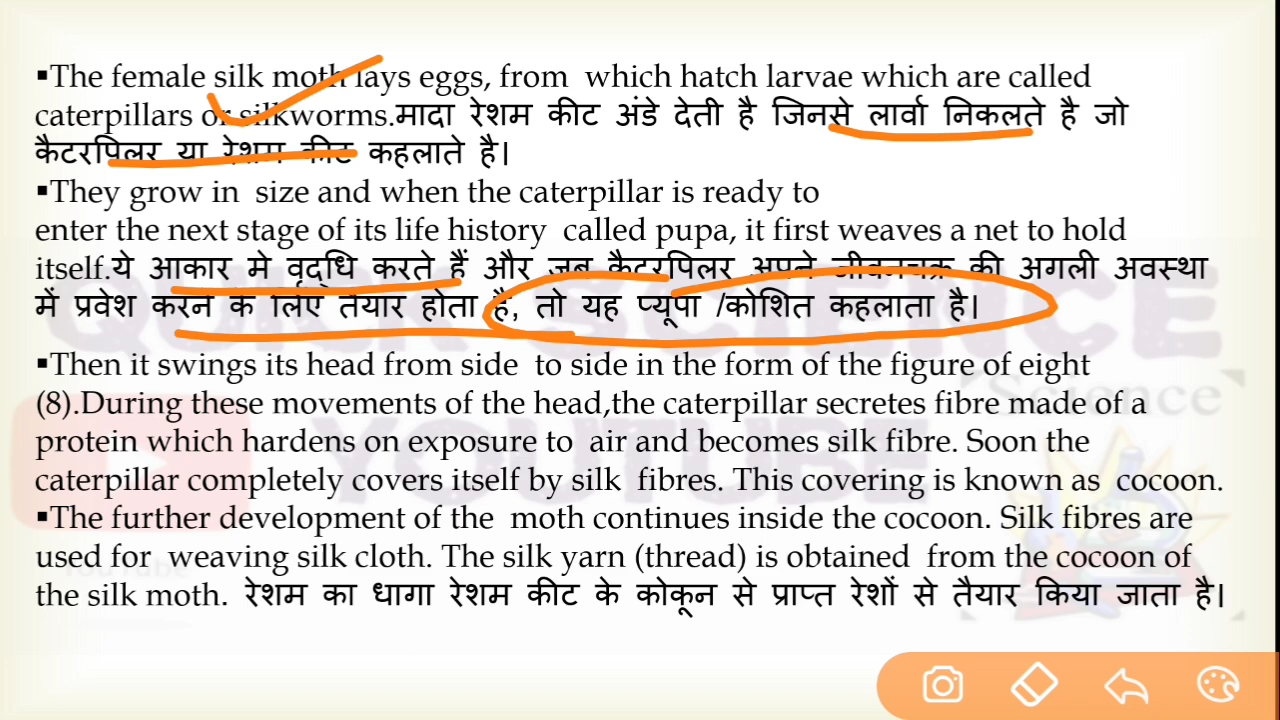 ▪The female silk moth lays eggs, from which hatch larvae which are called
caterpillars or silkworms.मादा रेशम कीट अंडे देती है जिनसे लार्वा निकलते है जो
कैटरपिलर या रेशम कीट कहलाते है।
▪They grow in size and when the caterpillar is ready to
enter the next stage of its life history called pupa, it first weaves a net to hold
itself.ये आकार मे वृद्धि करते हैं और जब कैटरपिलर अपने जीवनचक्र की अगली अवस्था
में प्रवेश करने के लिए तैयार होता है, तो यह प्यूपा /कोशित कहलाता है।
▪Then it swings its head from side to side in the form of the figure of eight
(8).During these movements of the head,the caterpillar secretes fibre made of a
protein which hardens on exposure to air and becomes silk fibre. Soon the
caterpillar completely covers itself by silk fibres. This covering is known as cocoon.
▪The further development of the moth continues inside the cocoon. Silk fibres are
used for weaving silk cloth. The silk yarn (thread) is obtained from the cocoon of
the silk moth. रेशम का धागा रेशम कीट के कोकून से प्राप्त रेशों से तैयार किया जाता है।
QUICK SCIENCE
Science
YOUTUBE
YouTube